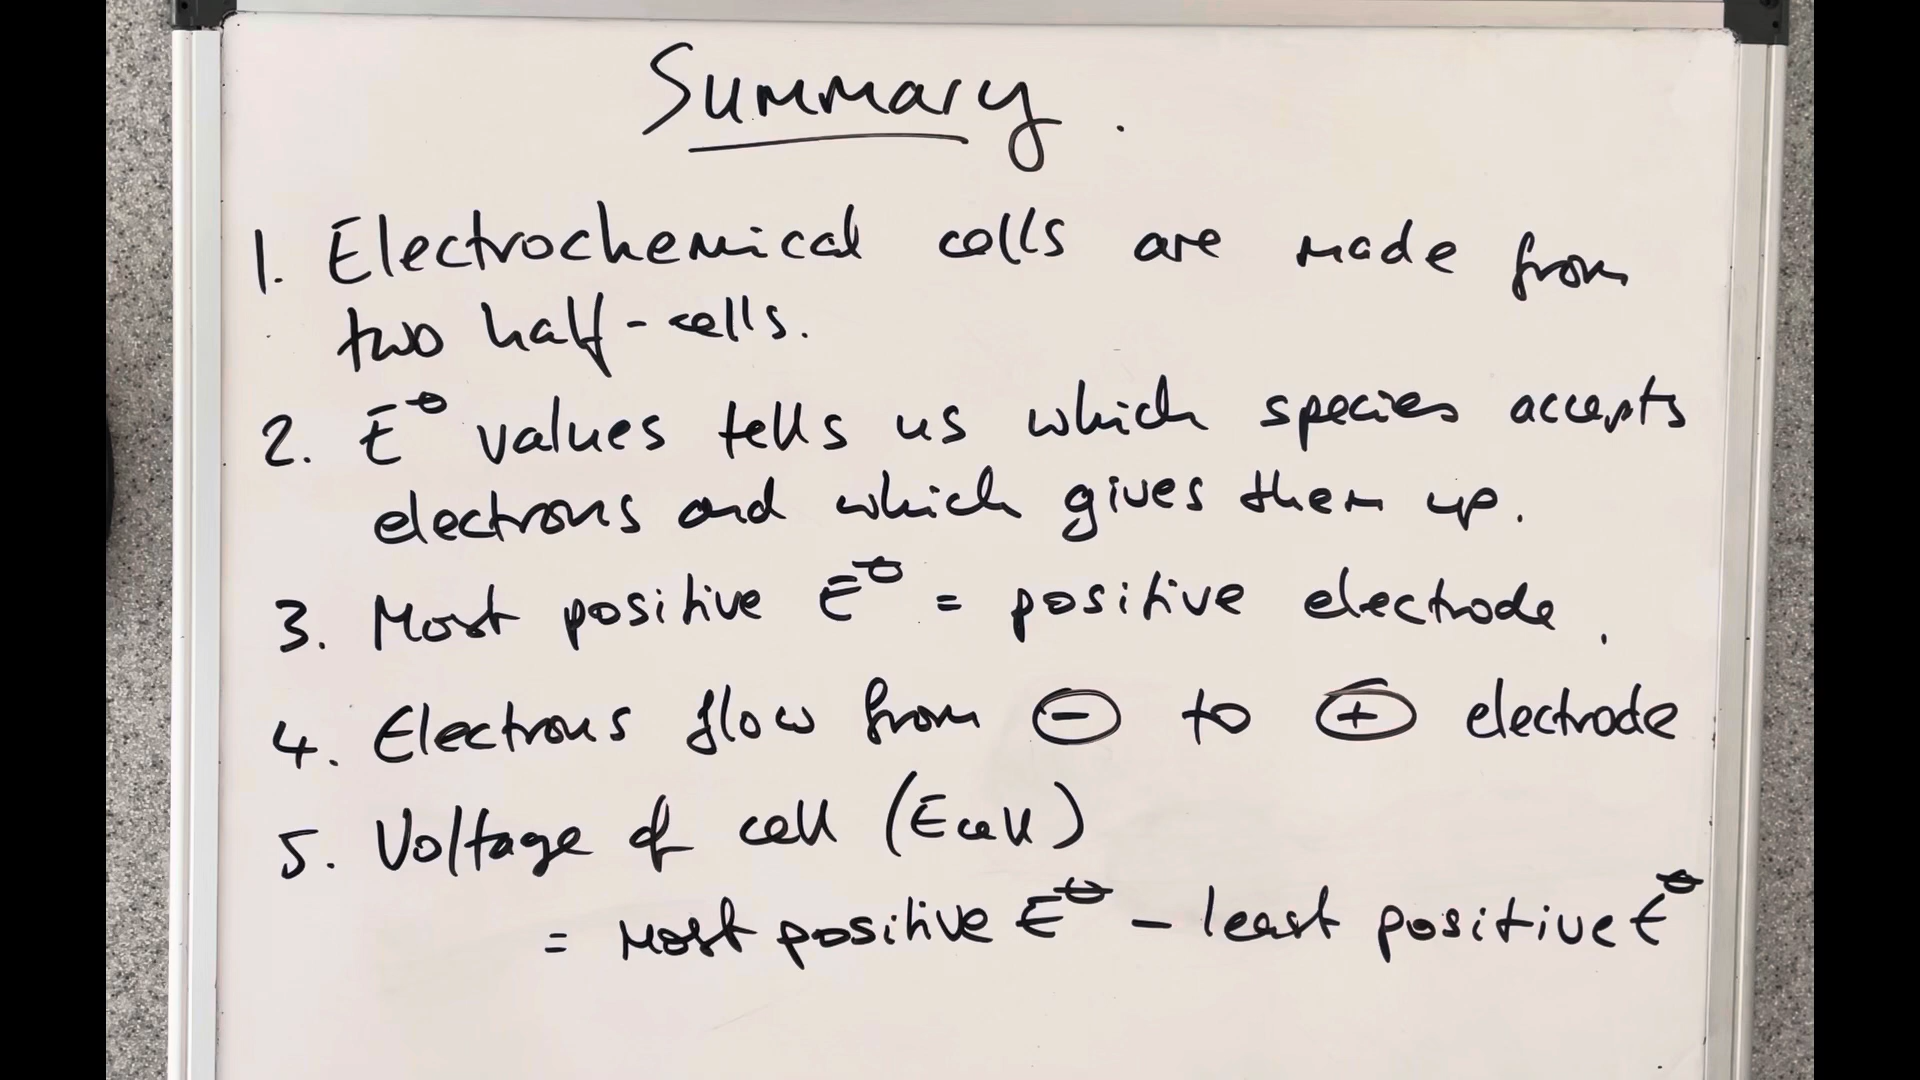 Summary.
1. Electrochemical cells are made from
two half-cells.
2. E⦵ values tells us which species accepts
electrons and which gives them up.
3. Most positive E⦵ = positive electrode.
4. Electrons flow from ⊖ to ⊕ electrode
5. Voltage of cell (Ecell)
= Most positive E⦵ - least positive E⦵